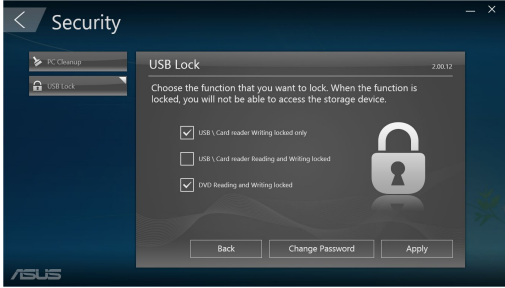 Security
PC Cleanup
USB Lock
USB Lock
2.00.12
Choose the function that you want to lock. When the function is
locked, you will not be able to access the storage device.
USB \ Card reader Writing locked only
USB \ Card reader Reading and Writing locked
DVD Reading and Writing locked
Back
Change Password
Apply
ASUS